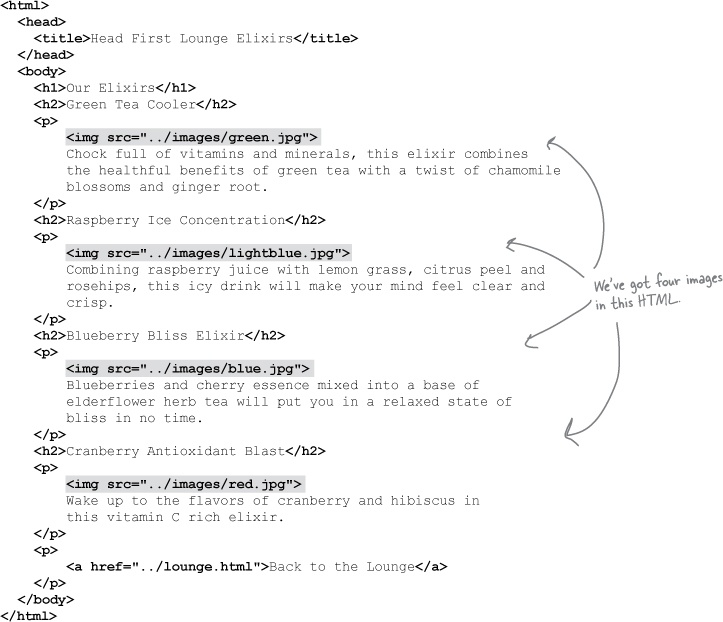 <html>
<head>
<title>Head First Lounge Elixirs</title>
</head>
<body>
<h1>Our Elixirs</h1>
<h2>Green Tea Cooler</h2>
<p>
<img src="../images/green.jpg">
Chock full of vitamins and minerals, this elixir combines
the healthful benefits of green tea with a twist of chamomile
blossoms and ginger root.
</p>
<h2>Raspberry Ice Concentration</h2>
<p>
<img src="../images/lightblue.jpg">
Combining raspberry juice with lemon grass, citrus peel and
rosehips, this icy drink will make your mind feel clear and
crisp.
</p>
<h2>Blueberry Bliss Elixir</h2>
<p>
<img src="../images/blue.jpg">
Blueberries and cherry essence mixed into a base of
elderflower herb tea will put you in a relaxed state of
bliss in no time.
</p>
<h2>Cranberry Antioxidant Blast</h2>
<p>
<img src="../images/red.jpg">
Wake up to the flavors of cranberry and hibiscus in
this vitamin C rich elixir.
</p>
<p>
<a href="../lounge.html">Back to the Lounge</a>
</p>
</body>
</html>
We've got four images
in this HTML.